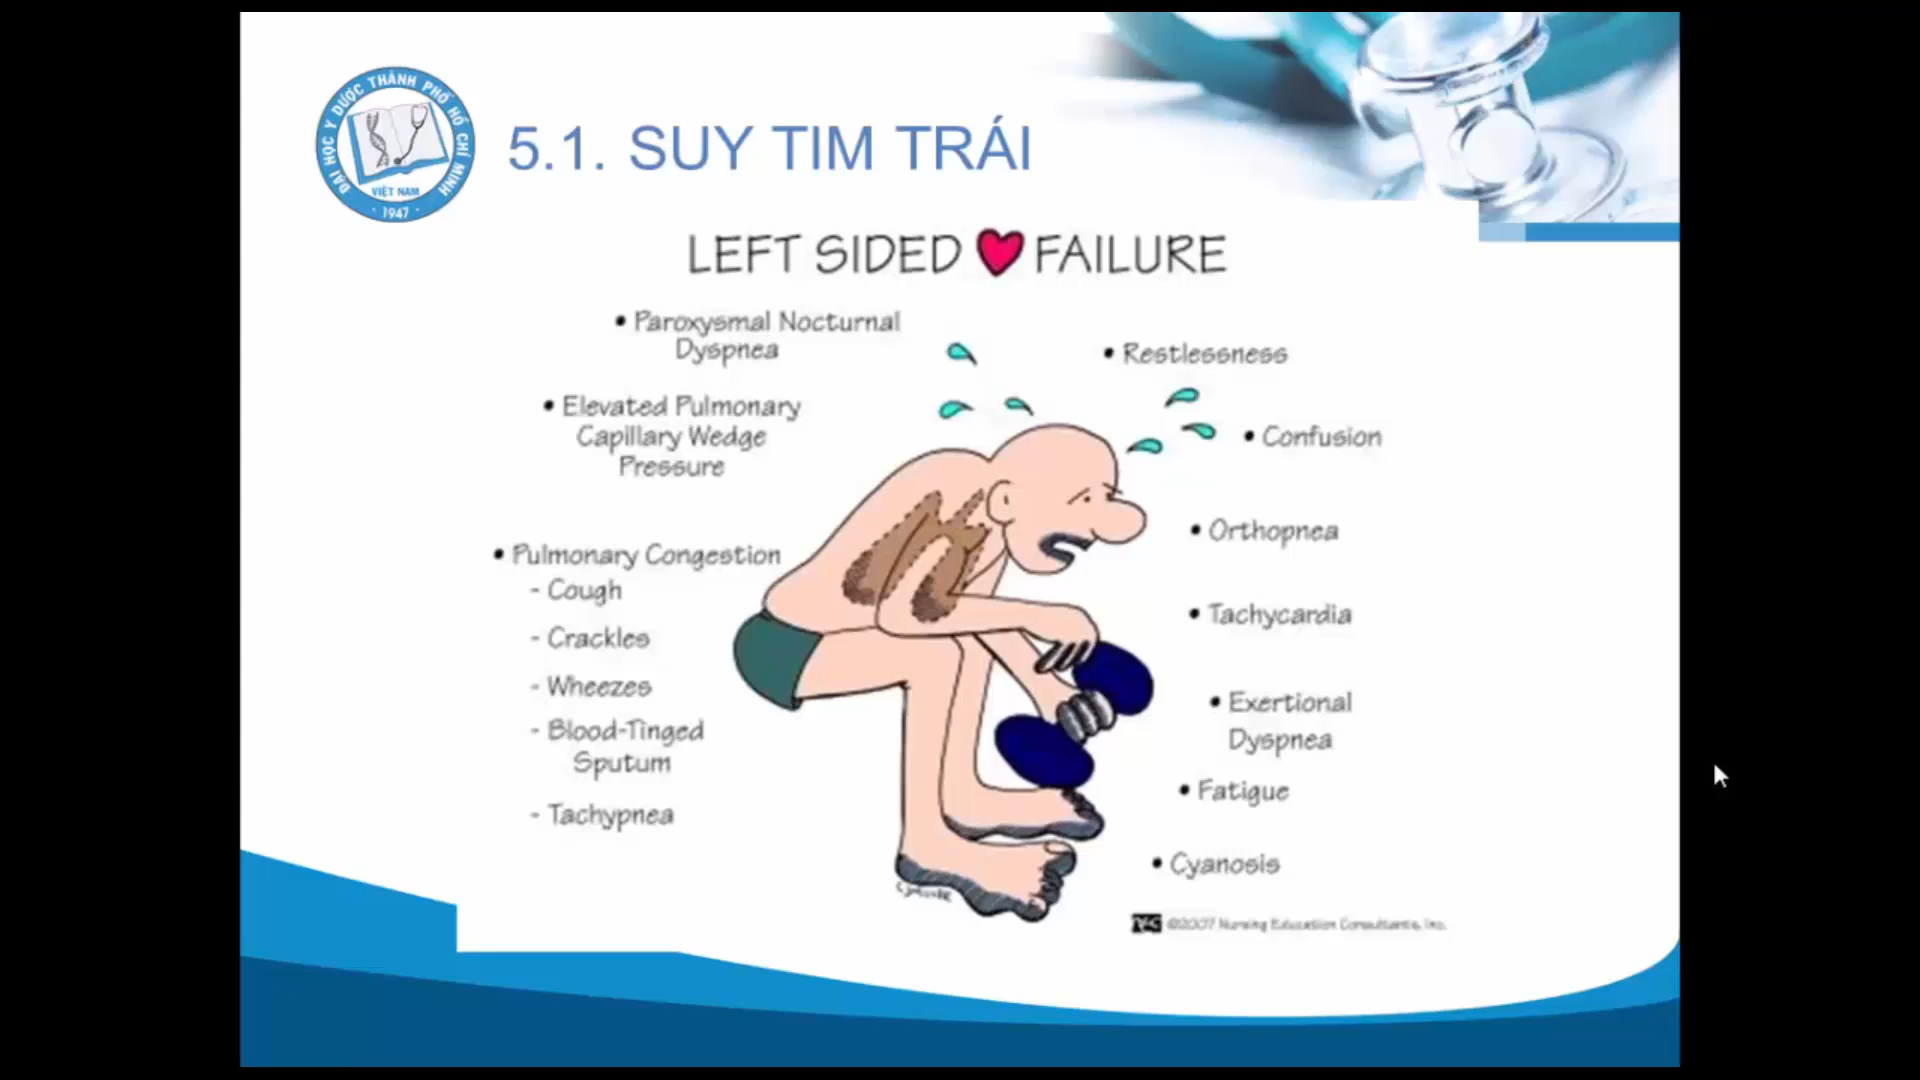 ĐẠI HỌC Y DƯỢC THÀNH PHỐ HỒ CHÍ MINH
VIỆT NAM
· 1947 ·
5.1. SUY TIM TRÁI
LEFT SIDED FAILURE
• Paroxysmal Nocturnal
Dyspnea
• Elevated Pulmonary
Capillary Wedge
Pressure
• Pulmonary Congestion
- Cough
- Crackles
- Wheezes
- Blood-Tinged
Sputum
- Tachypnea
• Restlessness
• Confusion
• Orthopnea
• Tachycardia
• Exertional
Dyspnea
• Fatigue
• Cyanosis
©2007 Nursing Education Consultants, Inc.